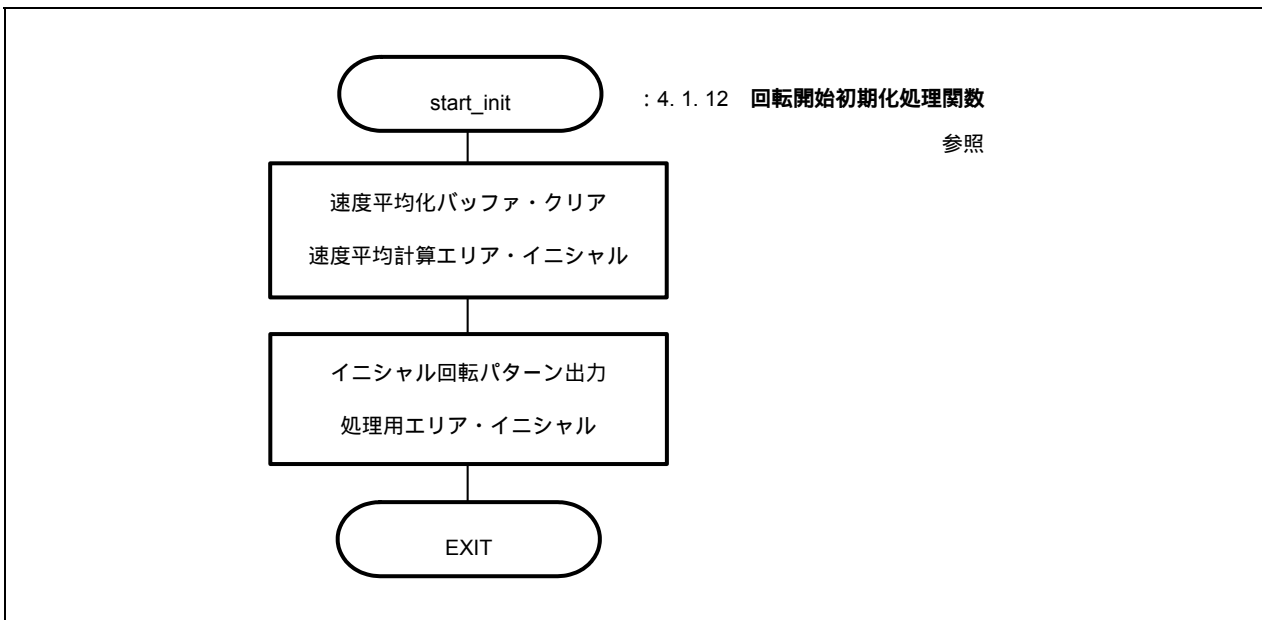 start_init
: 4. 1. 12 回転開始初期化処理関数
参照
速度平均化バッファ・クリア
速度平均計算エリア・イニシャル
イニシャル回転パターン出力
処理用エリア・イニシャル
EXIT